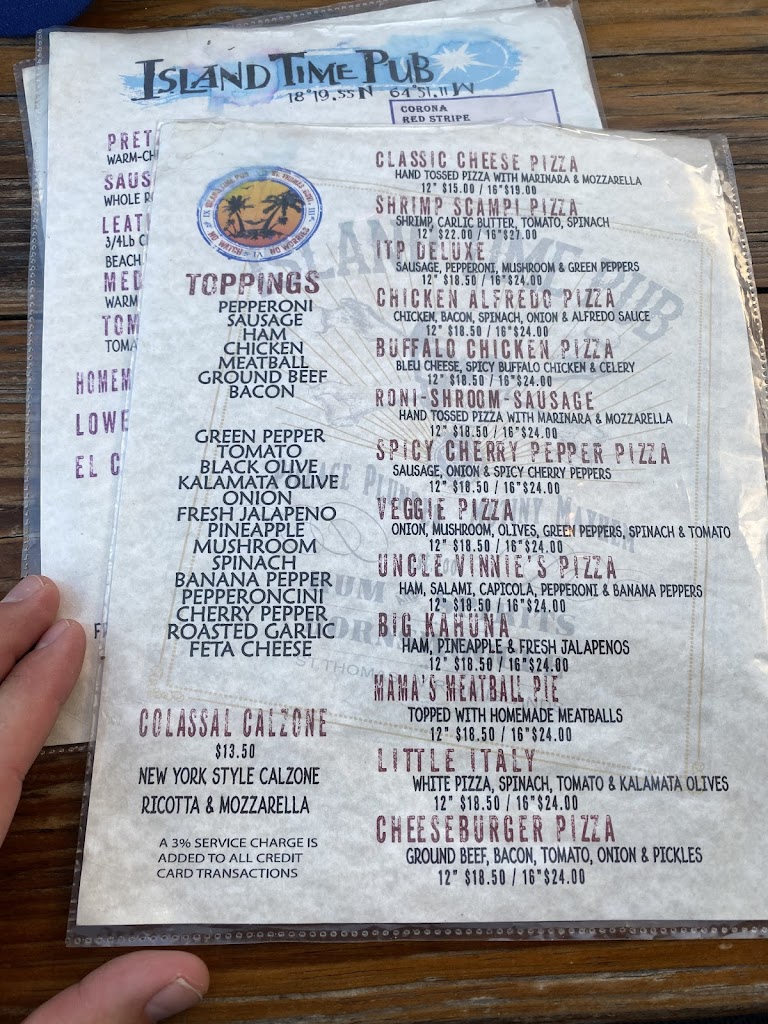 ISLAND TIME PUB
18°19.55N 64°51.11W
CORONA
RED STRIPE
PRET
WARM-CH
SAUS
WHOLE R
LEAT
3/4Lb C
BEACH
MED
WARM
TOM
TOMA
HOMEM
LOWE
EL C
F
TOPPINGS
PEPPERONI
SAUSAGE
HAM
CHICKEN
MEATBALL
GROUND BEEF
BACON
GREEN PEPPER
TOMATO
BLACK OLIVE
KALAMATA OLIVE
ONION
FRESH JALAPENO
PINEAPPLE
MUSHROOM
SPINACH
BANANA PEPPER
PEPPERONCINI
CHERRY PEPPER
ROASTED GARLIC
FETA CHEESE
COLASSAL CALZONE
$13.50
NEW YORK STYLE CALZONE
RICOTTA & MOZZARELLA
A 3% SERVICE CHARGE IS
ADDED TO ALL CREDIT
CARD TRANSACTIONS
CLASSIC CHEESE PIZZA
HAND TOSSED PIZZA WITH MARINARA & MOZZARELLA
12" $15.00 / 16"$19.00
SHRIMP SCAMPI PIZZA
SHRIMP, GARLIC BUTTER, TOMATO, SPINACH
12" $22.00 / 16"$27.00
ITP DELUXE
SAUSAGE, PEPPERONI, MUSHROOM & GREEN PEPPERS
12" $18.50 / 16"$24.00
CHICKEN ALFREDO PIZZA
CHICKEN, BACON, SPINACH, ONION & ALFREDO SAUCE
12" $18.50 / 16"$24.00
BUFFALO CHICKEN PIZZA
BLEU CHEESE, SPICY BUFFALO CHICKEN & CELERY
12" $18.50 / 16"$24.00
RONI-SHROOM-SAUSAGE
HAND TOSSED PIZZA WITH MARINARA & MOZZARELLA
12" $18.50 / 16"$24.00
SPICY CHERRY PEPPER PIZZA
SAUSAGE, ONION & SPICY CHERRY PEPPERS
12" $18.50 / 16"$24.00
VEGGIE PIZZA
ONION, MUSHROOM, OLIVES, GREEN PEPPERS, SPINACH & TOMATO
12" $18.50 / 16"$24.00
UNCLE VINNIE'S PIZZA
HAM, SALAMI, CAPICOLA, PEPPERONI & BANANA PEPPERS
12" $18.50 / 16"$24.00
BIG KAHUNA
HAM, PINEAPPLE & FRESH JALAPENOS
12" $18.50 / 16"$24.00
MAMA'S MEATBALL PIE
TOPPED WITH HOMEMADE MEATBALLS
12" $18.50 / 16"$24.00
LITTLE ITALY
WHITE PIZZA, SPINACH, TOMATO & KALAMATA OLIVES
12" $18.50 / 16"$24.00
CHEESEBURGER PIZZA
GROUND BEEF, BACON, TOMATO, ONION & PICKLES
12" $18.50 / 16"$24.00